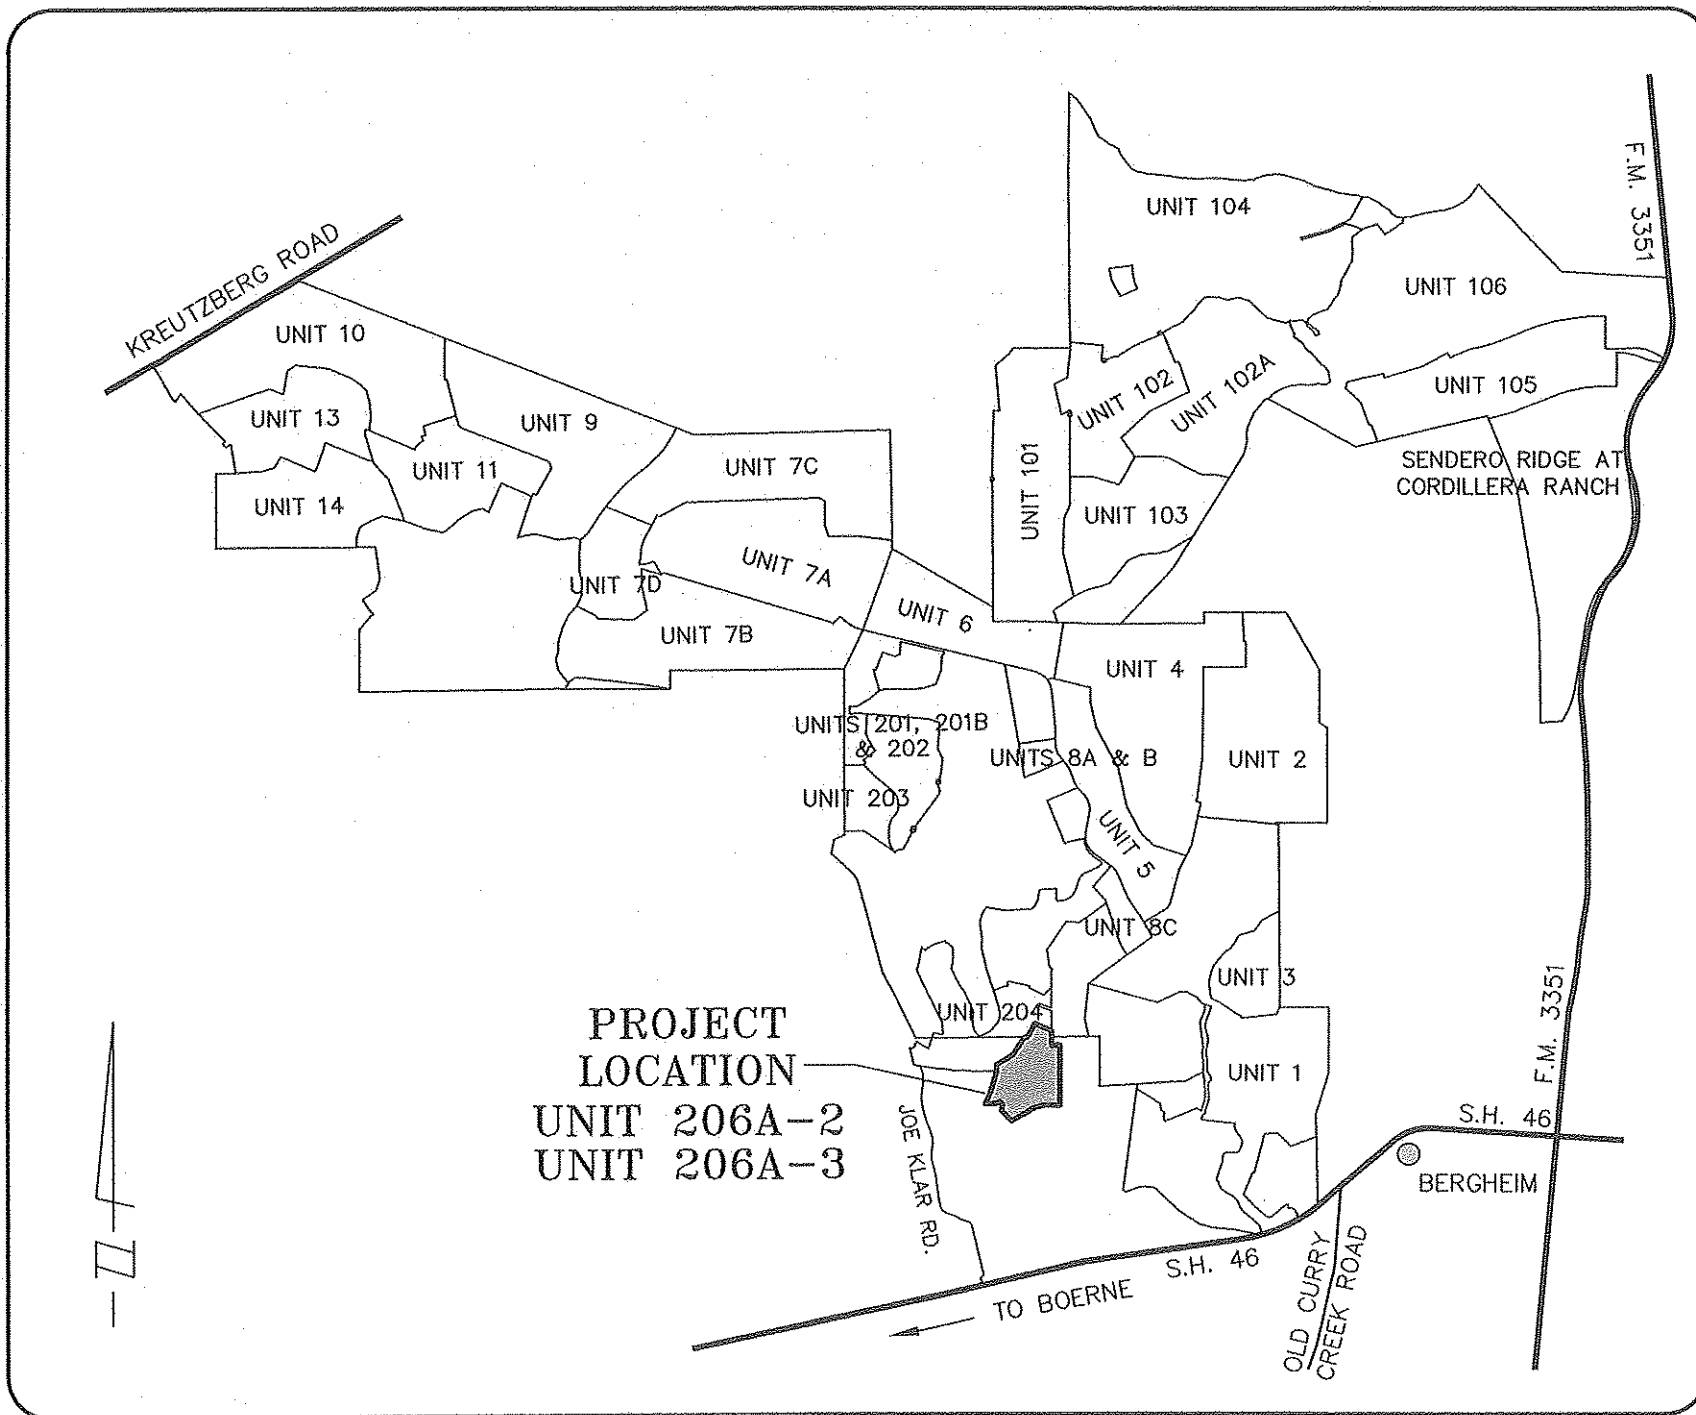 F.M. 3351
UNIT 104
KREUTZBERG ROAD
UNIT 106
UNIT 10
UNIT 102
UNIT 102A
UNIT 105
UNIT 13
UNIT 9
UNIT 11
UNIT 7C
UNIT 101
SENDERO RIDGE AT
CORDILLERA RANCH
UNIT 14
UNIT 103
UNIT 7A
UNIT 7D
UNIT 6
UNIT 7B
UNIT 4
UNITS 201, 201B
& 202
UNITS 8A & B
UNIT 2
UNIT 203
UNIT 5
UNIT 8C
UNIT 3
UNIT 204
PROJECT
LOCATION
UNIT 206A-2
UNIT 206A-3
UNIT 1
F.M. 3351
JOE KLAR RD.
S.H. 46
BERGHEIM
S.H. 46
TO BOERNE
OLD CURRY
CREEK ROAD
N